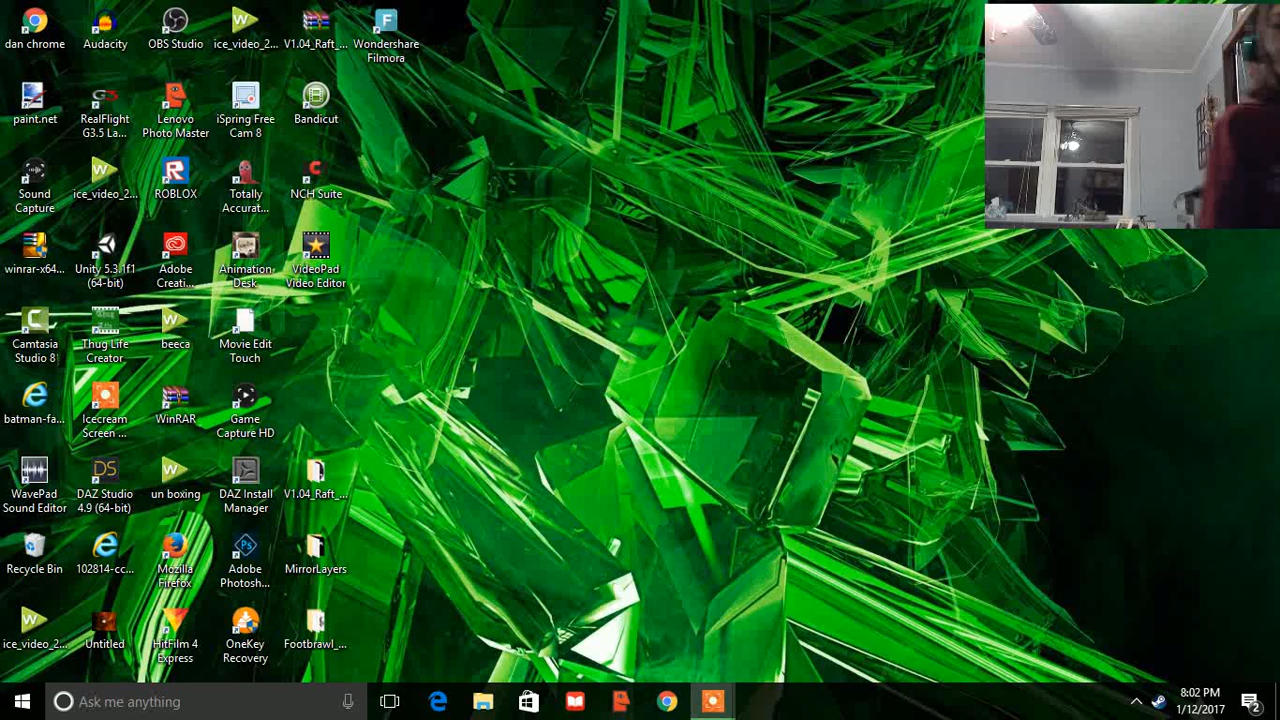 dan chrome
Audacity
OBS Studio
ice_video_2...
V1.04_Raft_...
Wondershare
Filmora
paint.net
RealFlight
G3.5 La...
Lenovo
Photo Master
iSpring Free
Cam 8
Bandicut
Sound
Capture
ice_video_2...
ROBLOX
Totally
Accurat...
NCH Suite
winrar-x64...
Unity 5.3.1f1
(64-bit)
Adobe
Creati...
Animation
Desk
VideoPad
Video Editor
Camtasia
Studio 8
Thug Life
Creator
beeca
Movie Edit
Touch
batman-fa...
Icecream
Screen ...
WinRAR
Game
Capture HD
WavePad
Sound Editor
DS
DAZ Studio
4.9 (64-bit)
un boxing
DAZ Install
Manager
V1.04_Raft_...
Recycle Bin
102814-cc...
Mozilla
Firefox
Ps
Adobe
Photosh...
MirrorLayers
ice_video_2...
Untitled
HitFilm 4
Express
OneKey
Recovery
Footbrawl_...
Ask me anything
8:02 PM
1/12/2017
2